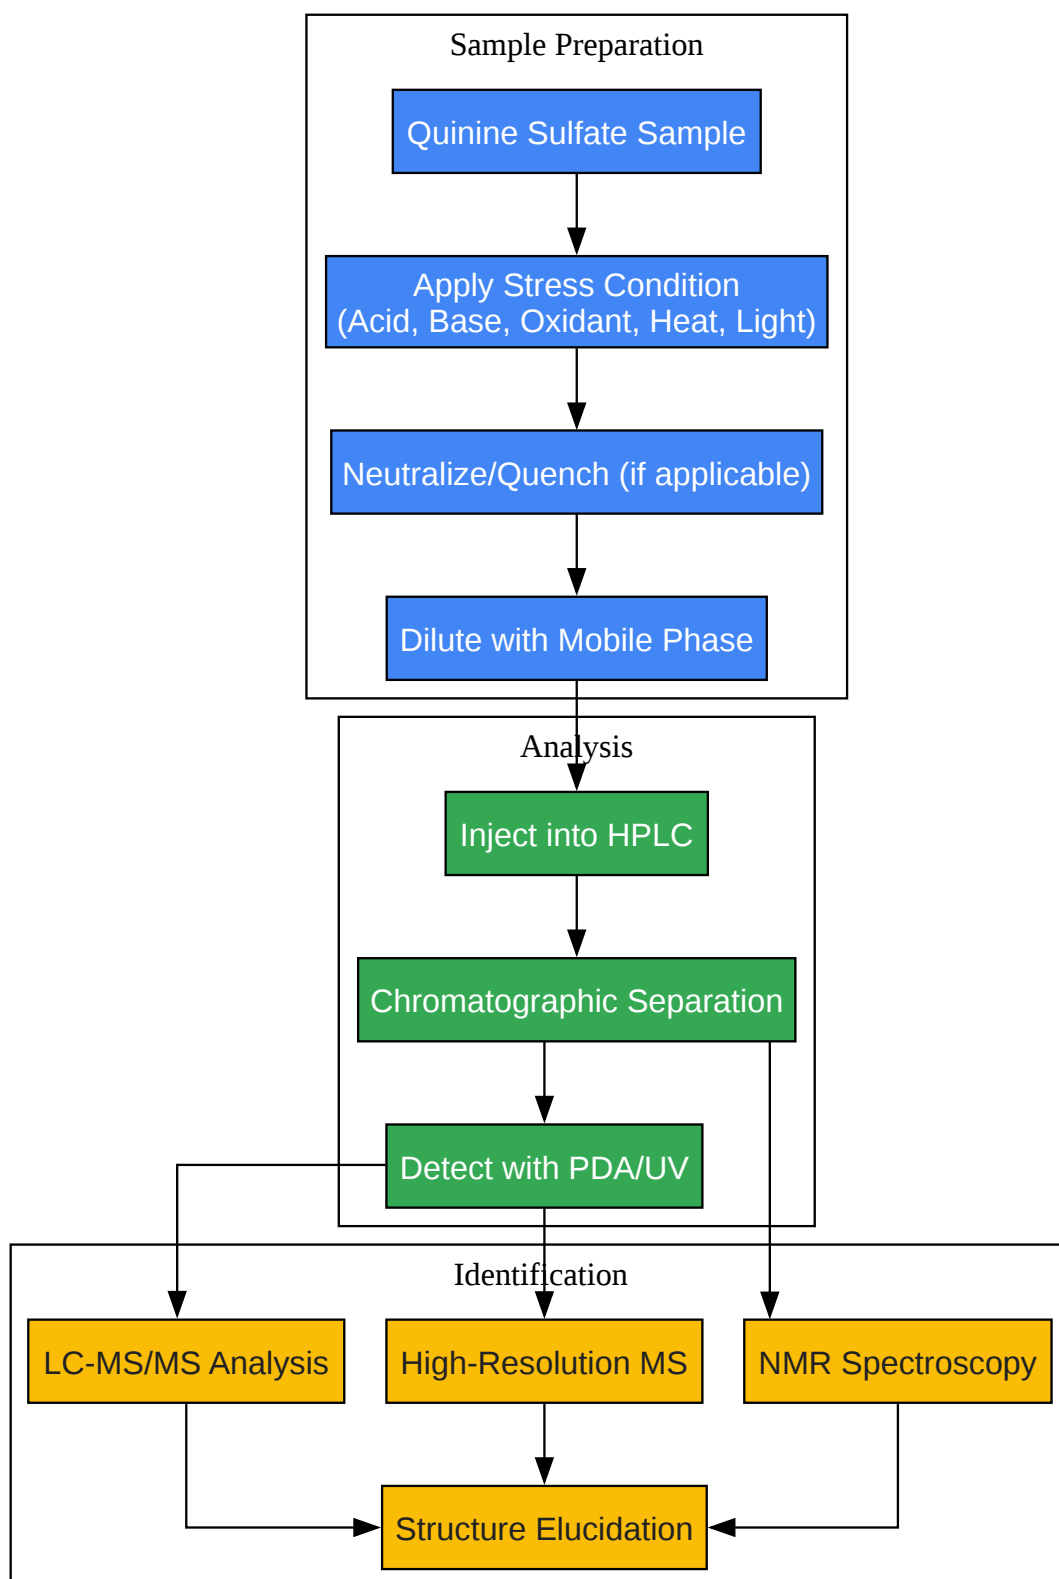 Sample Preparation
Quinine Sulfate Sample
Apply Stress Condition
(Acid, Base, Oxidant, Heat, Light)
Neutralize/Quench (if applicable)
Dilute with Mobile Phase
Analysis
Inject into HPLC
Chromatographic Separation
Detect with PDA/UV
Identification
LC-MS/MS Analysis
High-Resolution MS
NMR Spectroscopy
Structure Elucidation